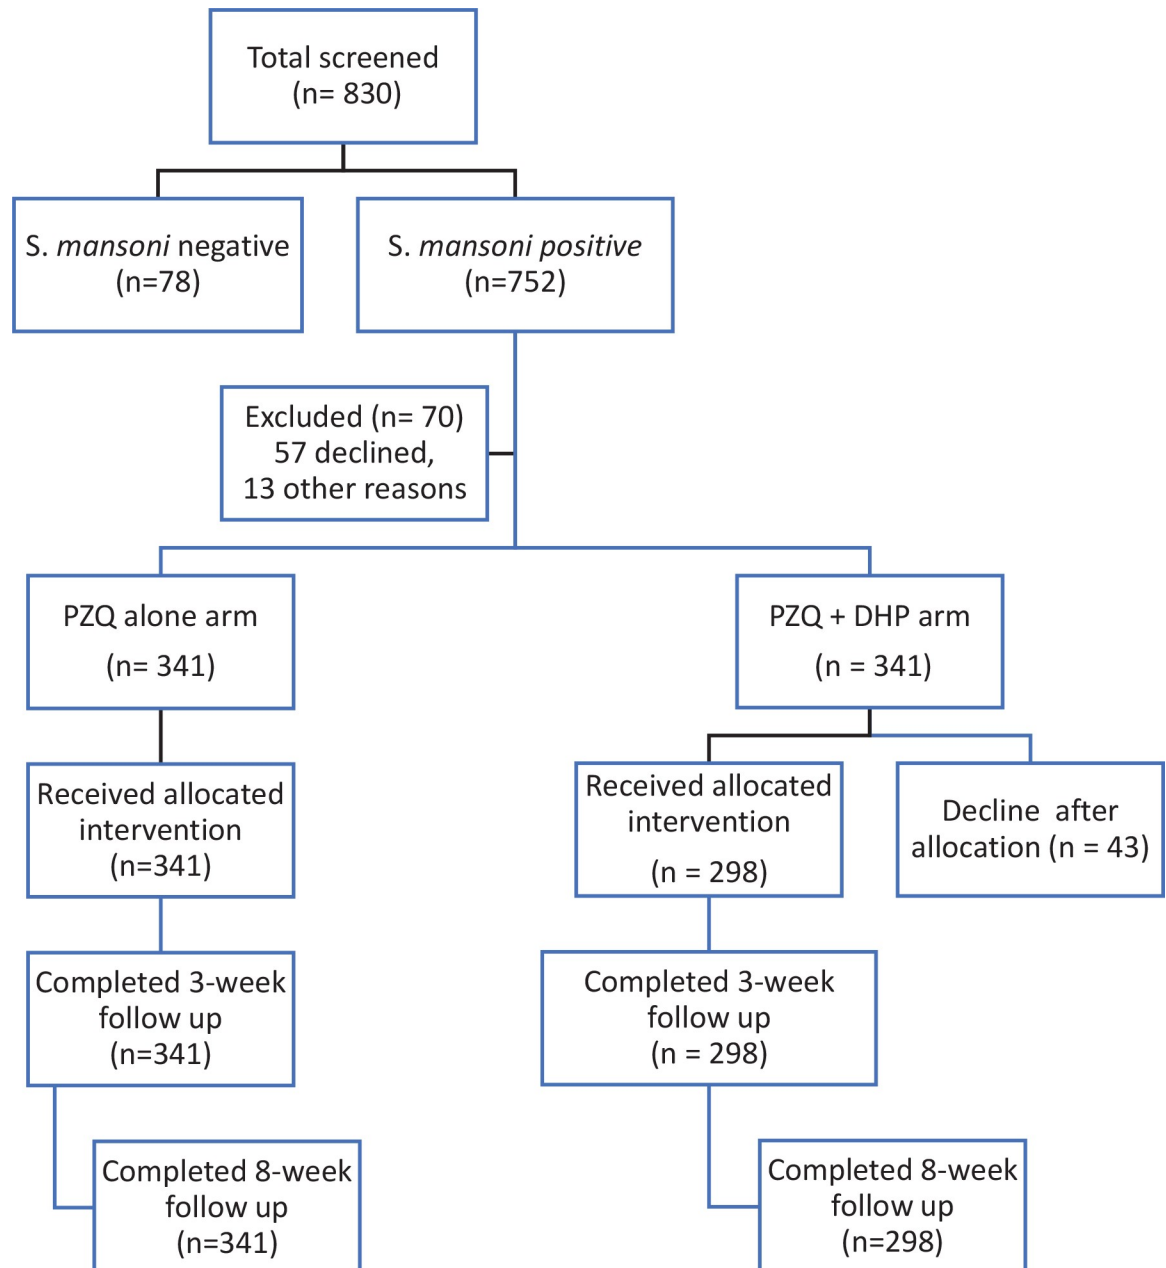 Total screened
(n= 830)
S. mansoni negative
(n=78)
S. mansoni positive
(n=752)
Excluded (n= 70)
57 declined,
13 other reasons
PZQ alone arm
(n= 341)
PZQ + DHP arm
(n = 341)
Received allocated
intervention
(n=341)
Received allocated
intervention
(n = 298)
Decline  after
allocation (n = 43)
Completed 3-week
follow up
(n=341)
Completed 3-week
follow up
(n = 298)
Completed 8-week
follow up
(n=341)
Completed 8-week
follow up
(n=298)